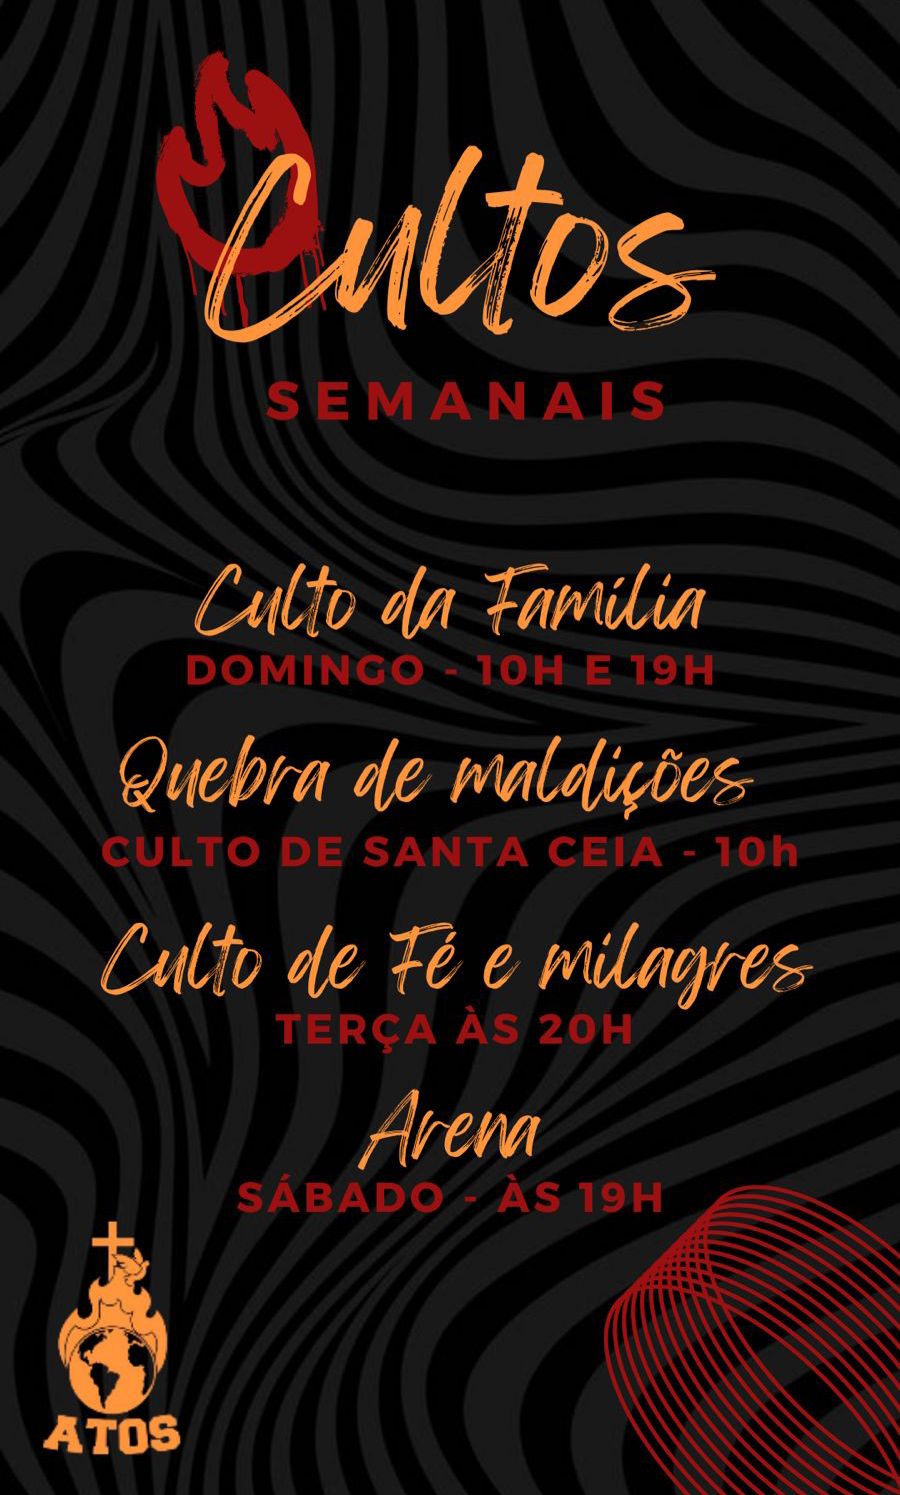 Cultos
SEMANAIS
Culto da Família
DOMINGO - 10H E 19H
Quebra de maldições
CULTO DE SANTA CEIA - 10h
Culto de Fé e milagres
TERÇA ÀS 20H
Arena
SÁBADO - ÀS 19H
ATOS